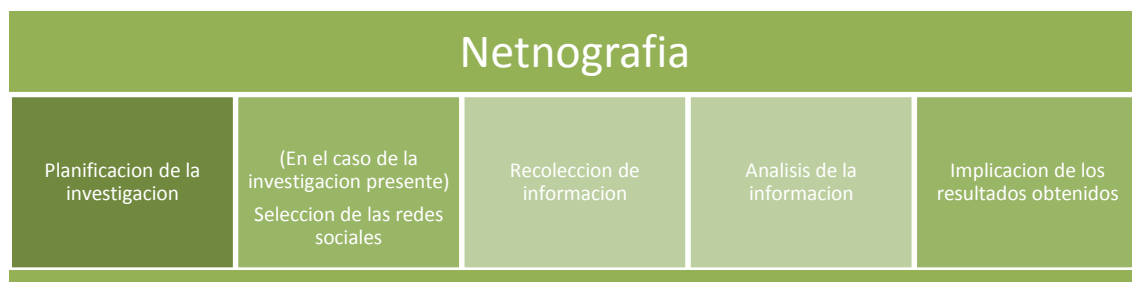 Netnografia
Planificacion de la
investigacion
(En el caso de la
investigacion presente)
Seleccion de las redes
sociales
Recoleccion de
informacion
Analisis de la
informacion
Implicacion de los
resultados obtenidos